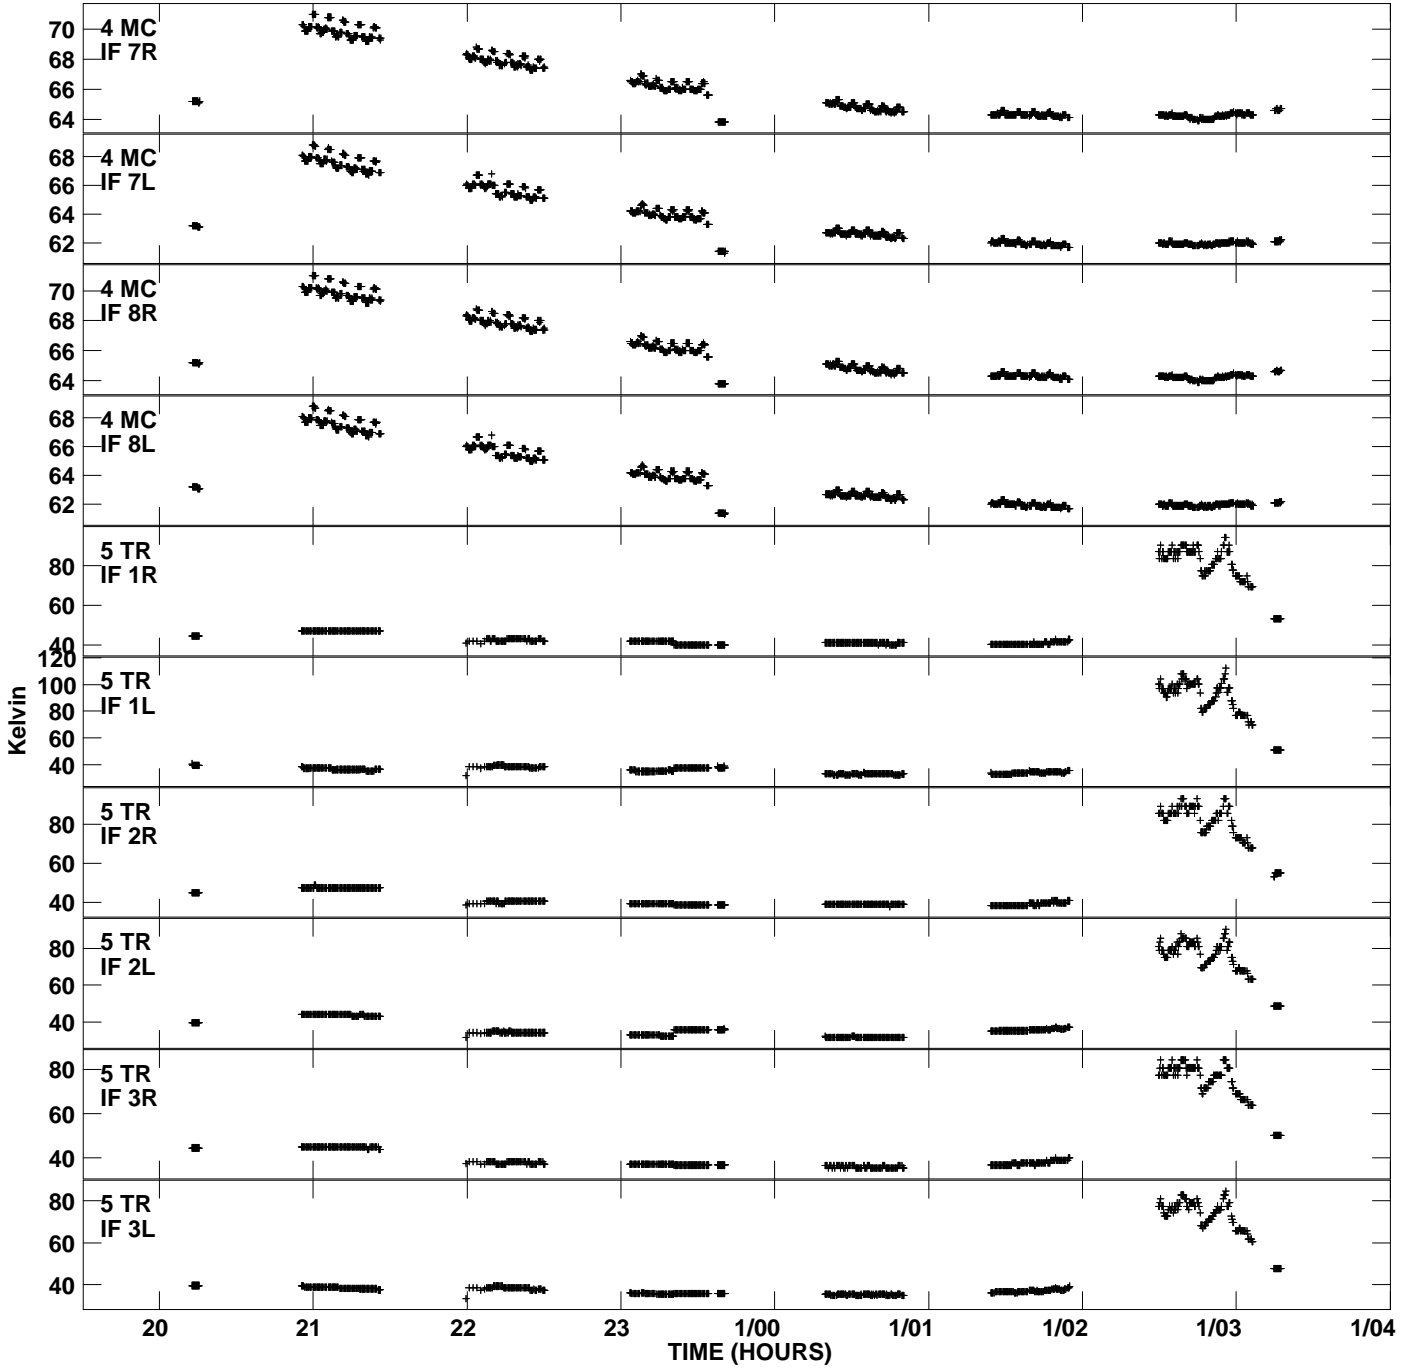 4 MC
IF 7R
70
68
66
64
4 MC
IF 7L
68
66
64
62
4 MC
IF 8R
70
68
66
64
4 MC
IF 8L
68
66
64
62
5 TR
IF 1R
80
60
40
5 TR
IF 1L
120
100
80
60
40
5 TR
IF 2R
80
60
40
5 TR
IF 2L
80
60
40
5 TR
IF 3R
80
60
40
5 TR
IF 3L
80
60
40
Kelvin
20 21 22 23 1/00 1/01 1/02 1/03 1/04
TIME (HOURS)